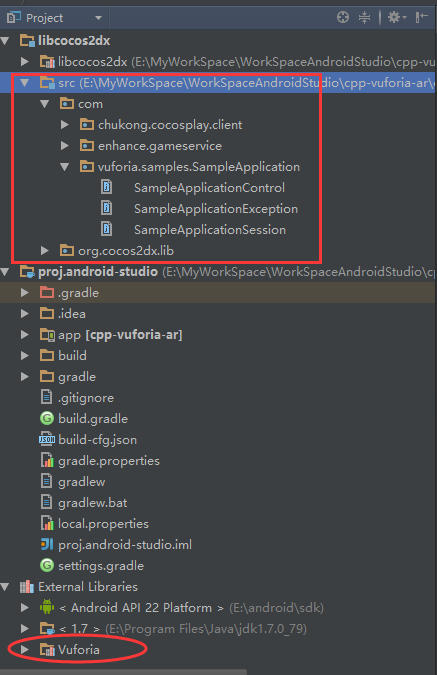 Project
libcocos2dx
libcocos2dx (E:\MyWorkSpace\WorkSpaceAndroidStudio\cpp-vuforia-ar\
src (E:\MyWorkSpace\WorkSpaceAndroidStudio\cpp-vuforia-ar\
com
chukong.cocosplay.client
enhance.gameservice
vuforia.samples.SampleApplication
SampleApplicationControl
SampleApplicationException
SampleApplicationSession
org.cocos2dx.lib
proj.android-studio (E:\MyWorkSpace\WorkSpaceAndroidStudio\cp
.gradle
.idea
app [cpp-vuforia-ar]
build
gradle
.gitignore
build.gradle
build-cfg.json
gradle.properties
gradlew
gradlew.bat
local.properties
proj.android-studio.iml
settings.gradle
External Libraries
< Android API 22 Platform > (E:\android\sdk)
< 1.7 > (E:\Program Files\Java\jdk1.7.0_79)
Vuforia